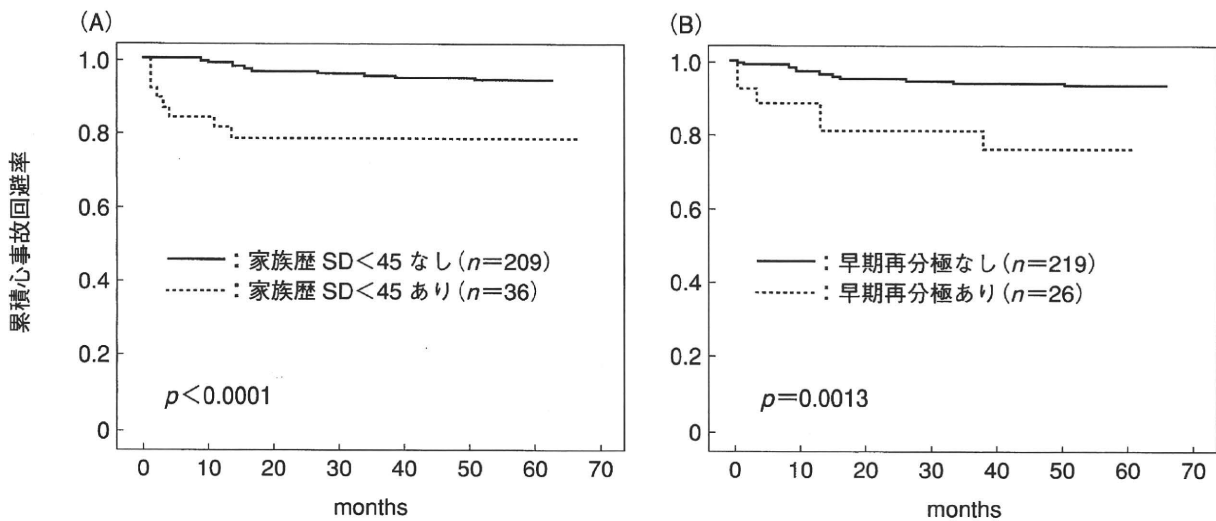 (A)
累積心事故回避率
1.0
0.8
0.6
0.4
0.2
0
──：家族歴 SD＜45 なし（n＝209）
┈┈：家族歴 SD＜45 あり（n＝36）
p＜0.0001
0 10 20 30 40 50 60 70
months
(B)
1.0
0.8
0.6
0.4
0.2
0
──：早期再分極なし（n＝219）
┈┈：早期再分極あり（n＝26）
p＝0.0013
0 10 20 30 40 50 60 70
months